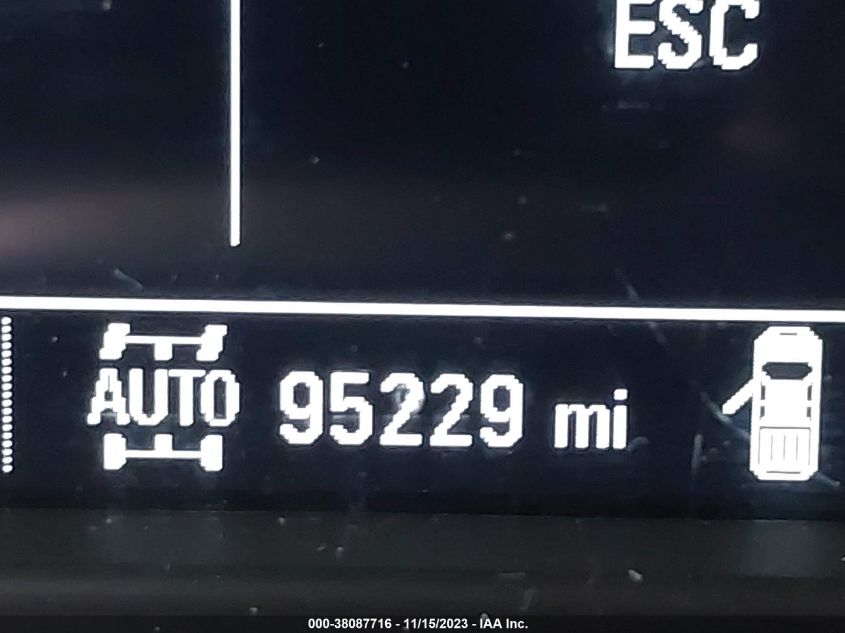 ESC
AUTO 95229 mi
000-38087716 - 11/15/2023 - IAA Inc.